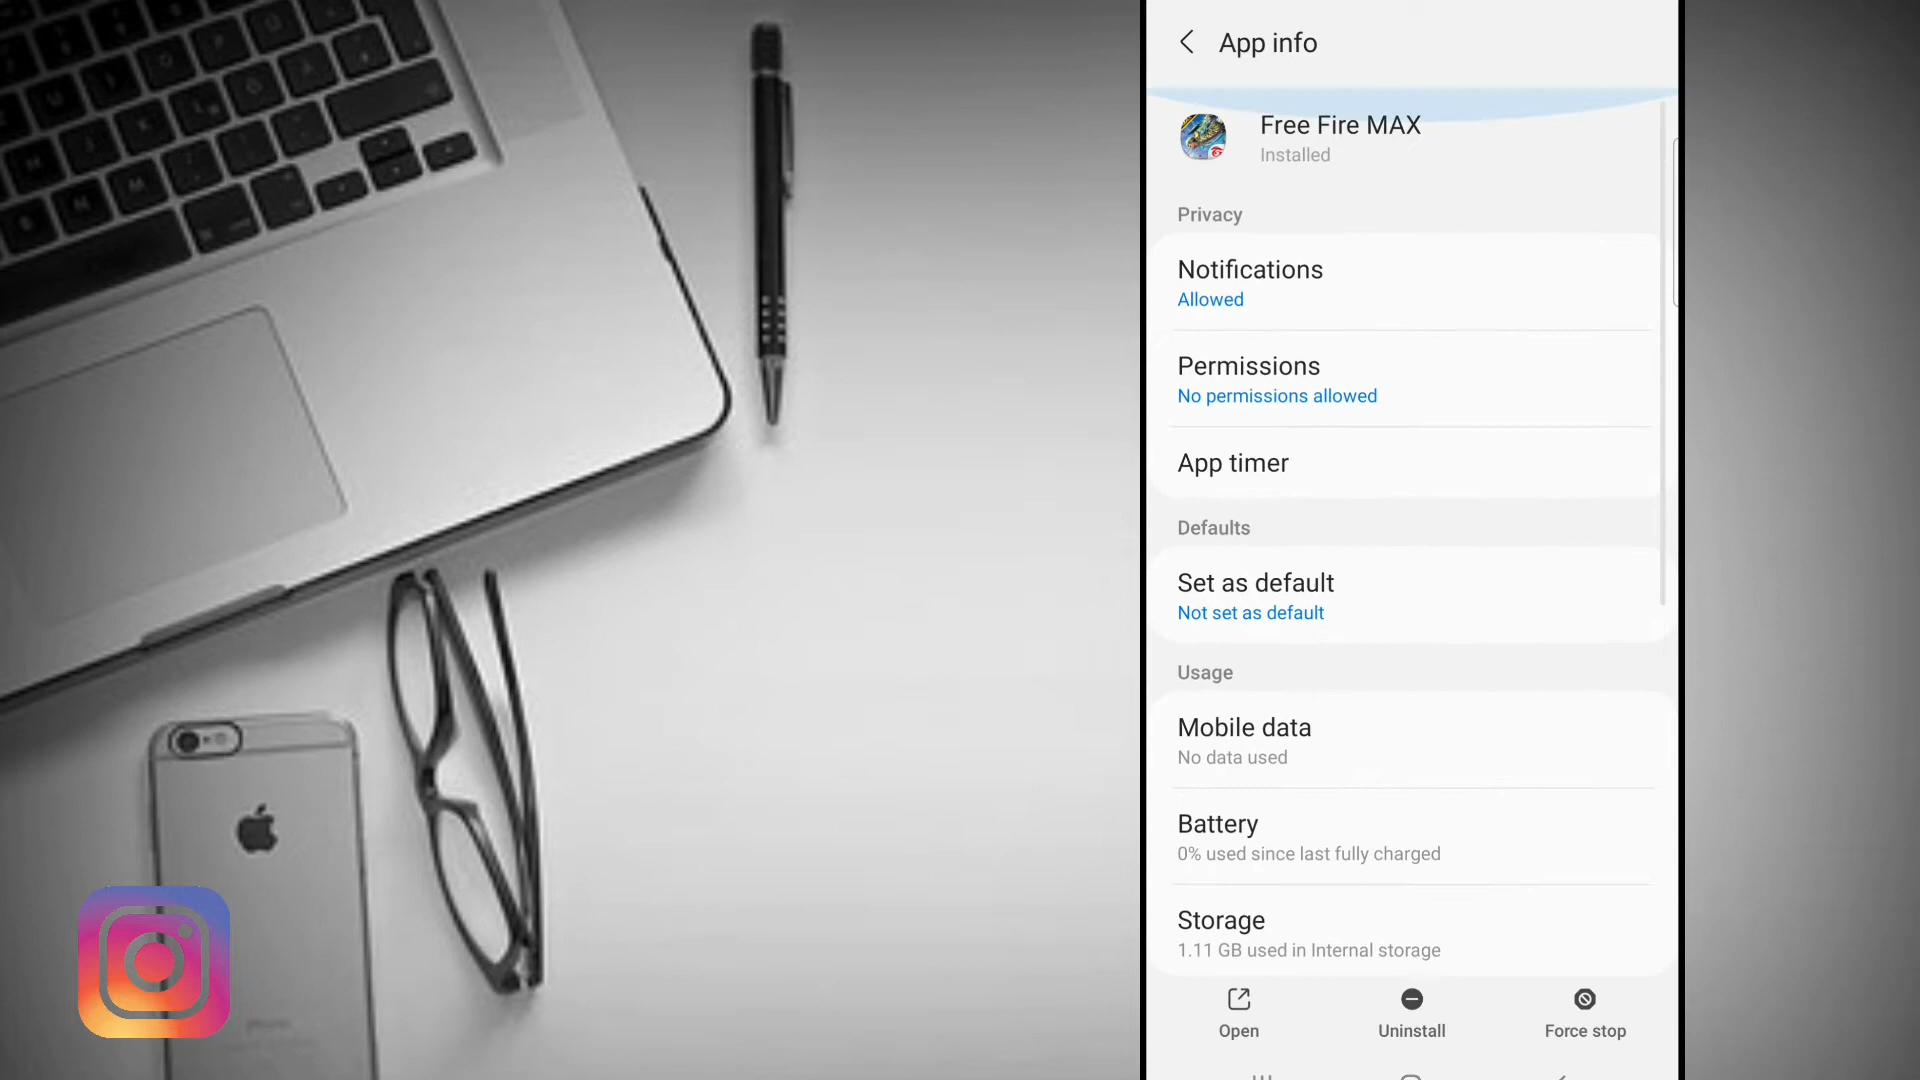 App info
Free Fire MAX
Installed
Privacy
Notifications
Allowed
Permissions
No permissions allowed
App timer
Defaults
Set as default
Not set as default
Usage
Mobile data
No data used
Battery
0% used since last fully charged
Storage
1.11 GB used in Internal storage
Open
Uninstall
Force stop